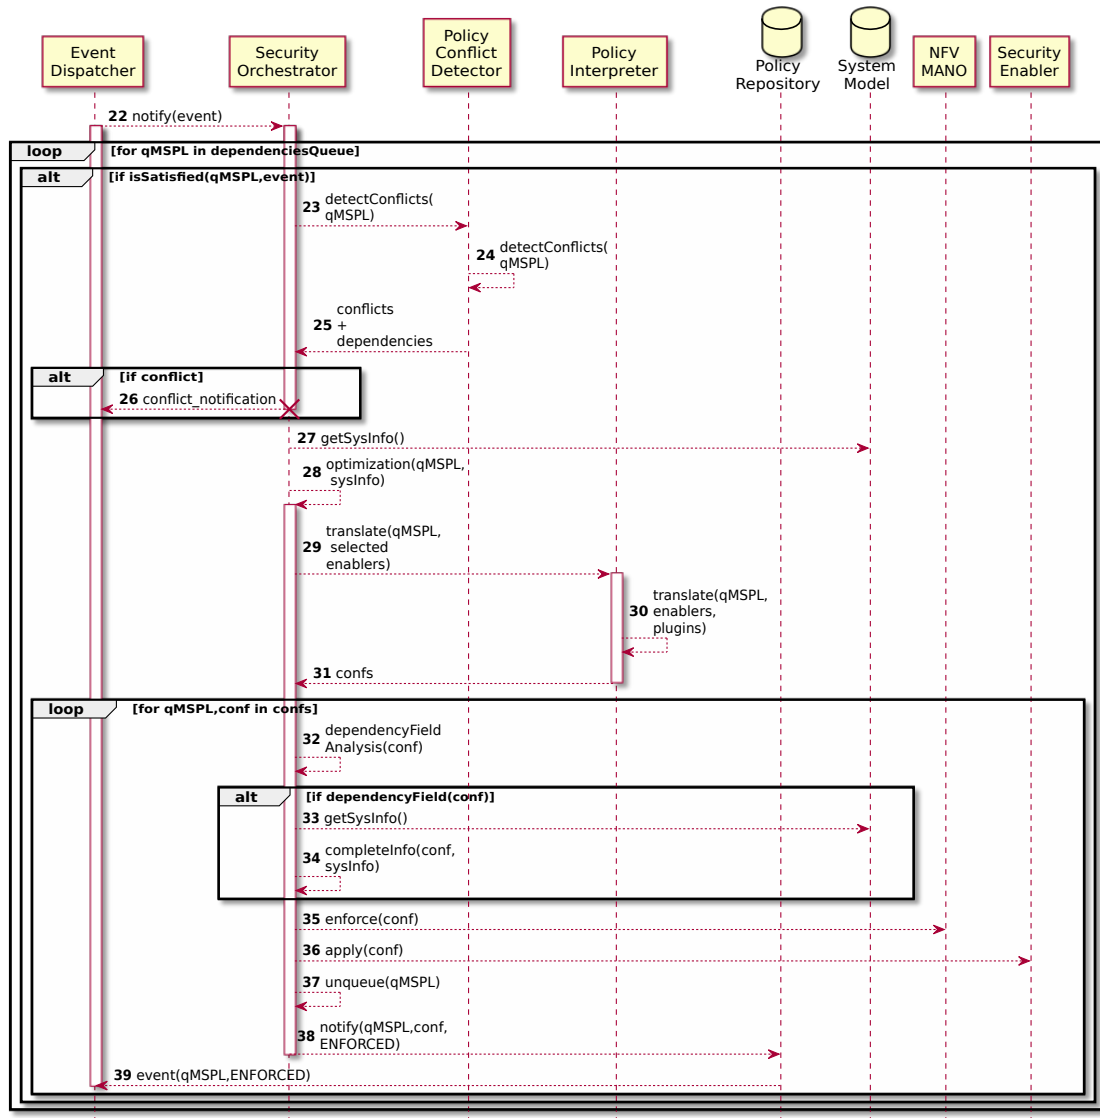 Event
Dispatcher
Security
Orchestrator
Policy
Conflict
Detector
Policy
Interpreter
Policy
Repository
System
Model
NFV
MANO
Security
Enabler
22 notify(event)
loop [for qMSPL in dependenciesQueue]
alt [if isSatisfied(qMSPL,event)]
23 detectConflicts(
qMSPL)
24 detectConflicts(
qMSPL)
conflicts
25 +
dependencies
alt [if conflict]
26 conflict_notification
27 getSysInfo()
28 optimization(qMSPL,
sysInfo)
translate(qMSPL,
29 selected
enablers)
translate(qMSPL,
30 enablers,
plugins)
31 confs
loop [for qMSPL,conf in confs]
32 dependencyField
Analysis(conf)
alt [if dependencyField(conf)]
33 getSysInfo()
34 completeInfo(conf,
sysInfo)
35 enforce(conf)
36 apply(conf)
37 unqueue(qMSPL)
38 notify(qMSPL,conf,
ENFORCED)
39 event(qMSPL,ENFORCED)